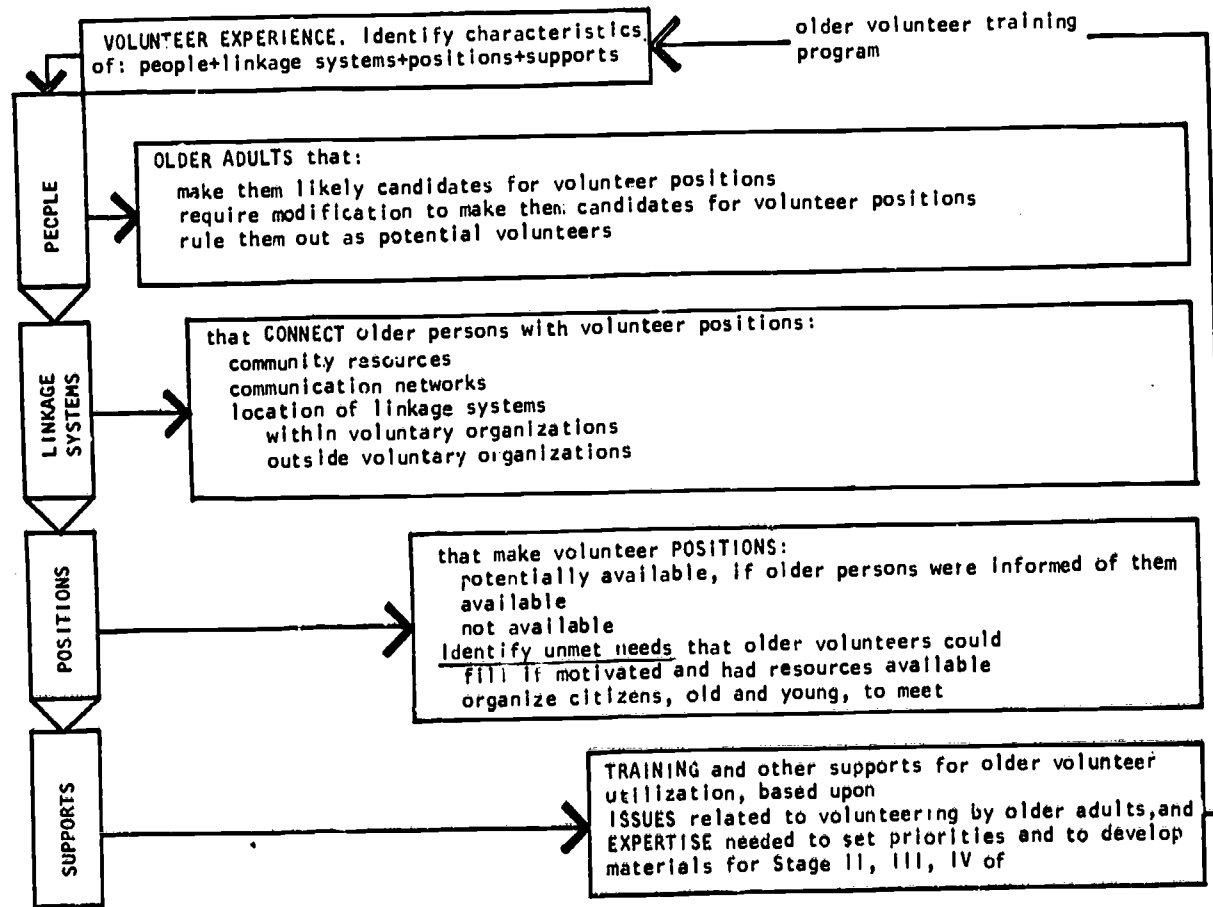 VOLUNTEER EXPERIENCE. Identify characteristics
of: people+linkage systems+positions+supports
older volunteer training
program
PEOPLE
OLDER ADULTS that:
make them likely candidates for volunteer positions
require modification to make them candidates for volunteer positions
rule them out as potential volunteers
LINKAGE
SYSTEMS
that CONNECT older persons with volunteer positions:
community resources
communication networks
location of linkage systems
within voluntary organizations
outside voluntary organizations
POSITIONS
that make volunteer POSITIONS:
potentially available, if older persons were informed of them
available
not available
Identify unmet needs that older volunteers could
fill if motivated and had resources available
organize citizens, old and young, to meet
SUPPORTS
TRAINING and other supports for older volunteer
utilization, based upon
ISSUES related to volunteering by older adults,and
EXPERTISE needed to set priorities and to develop
materials for Stage II, III, IV of